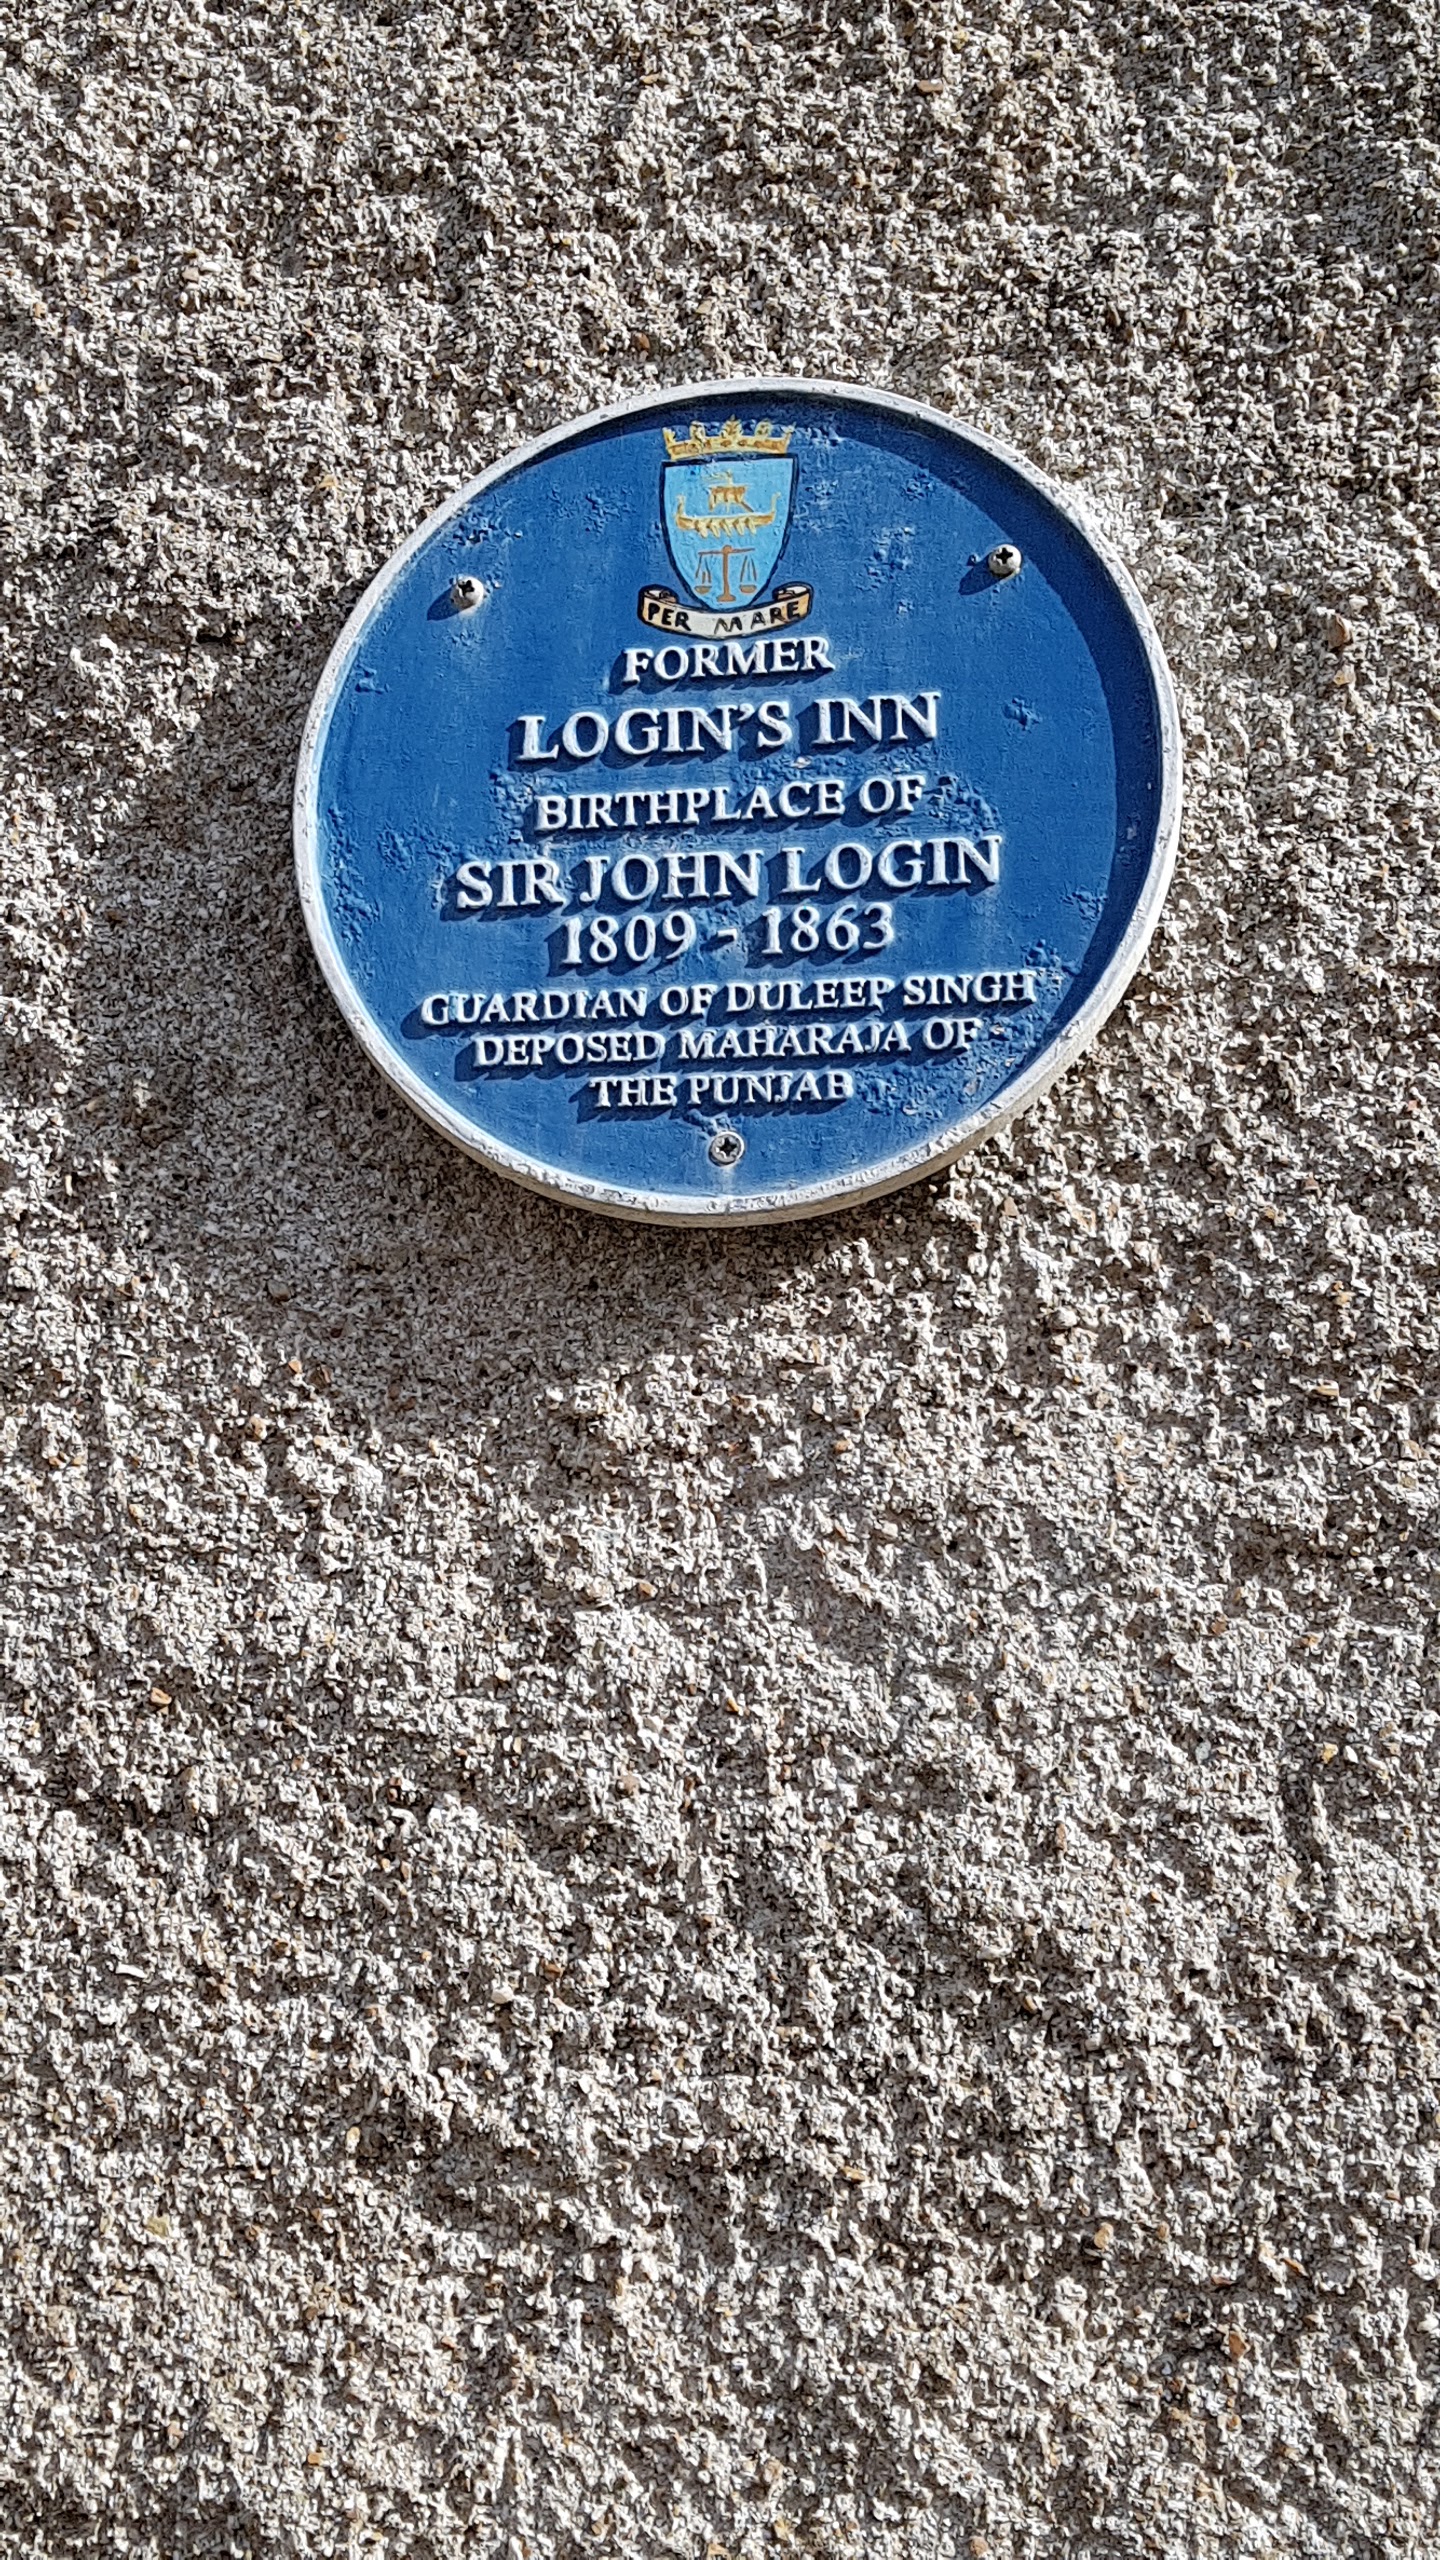 PER MARE
FORMER
LOGIN'S INN
BIRTHPLACE OF
SIR JOHN LOGIN
1809 - 1863
GUARDIAN OF DULEEP SINGH
DEPOSED MAHARAJA OF
THE PUNJAB